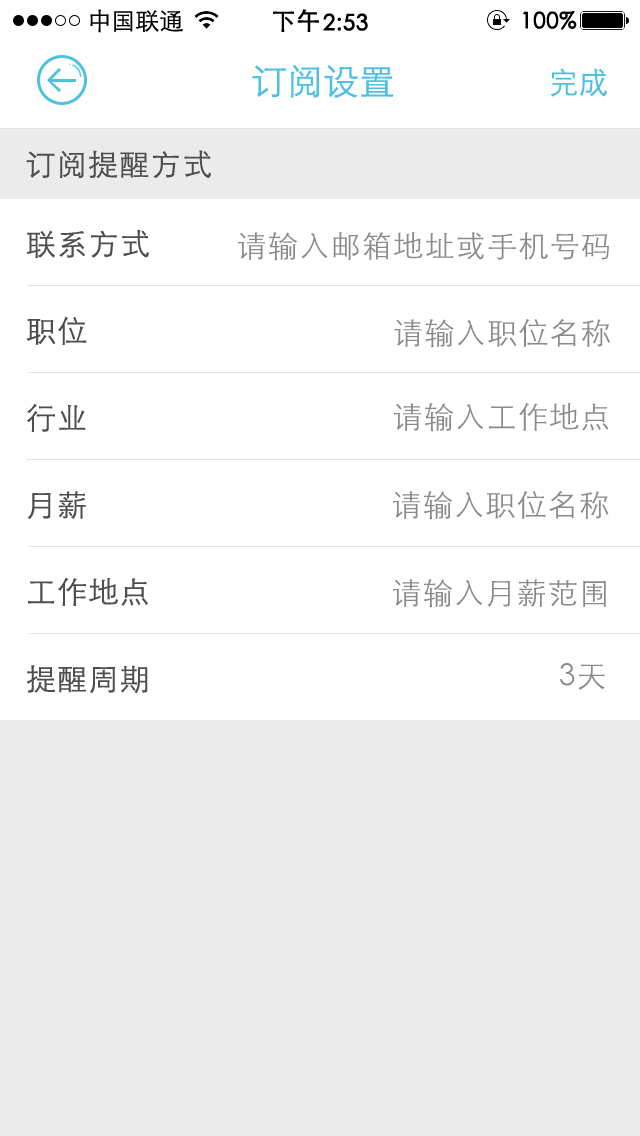 中国联通 下午2:53 100%
订阅设置 完成
订阅提醒方式
联系方式 请输入邮箱地址或手机号码
职位 请输入职位名称
行业 请输入工作地点
月薪 请输入职位名称
工作地点 请输入月薪范围
提醒周期 3天